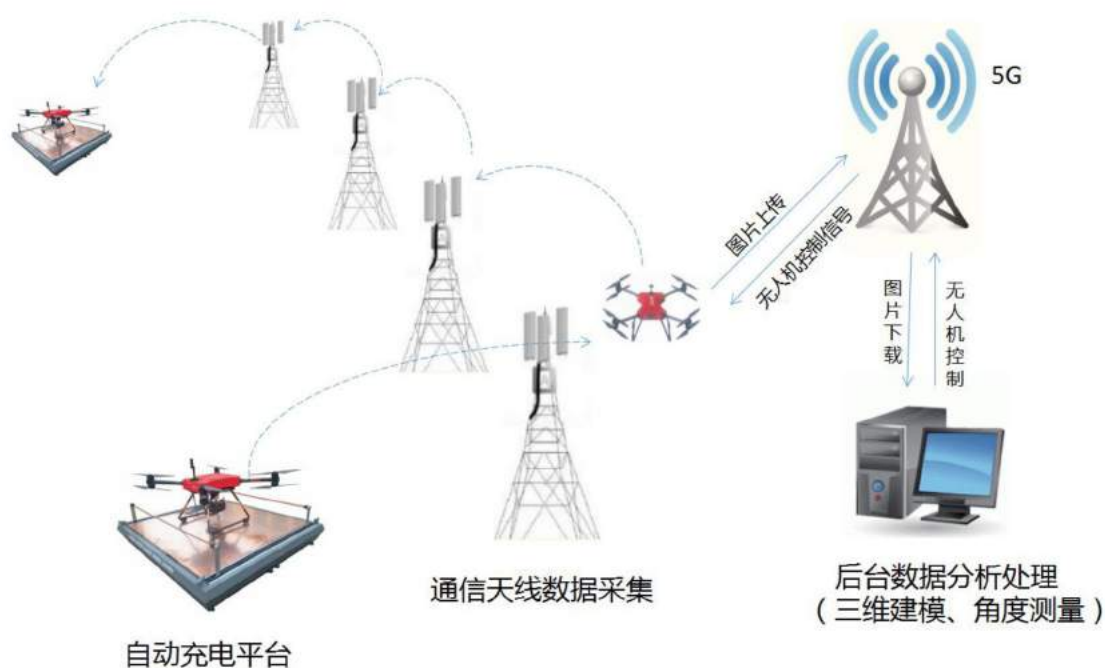 5G
图片上传
无人机控制信号
图片下载
无人机控制
通信天线数据采集
后台数据分析处理
（三维建模、角度测量）
自动充电平台